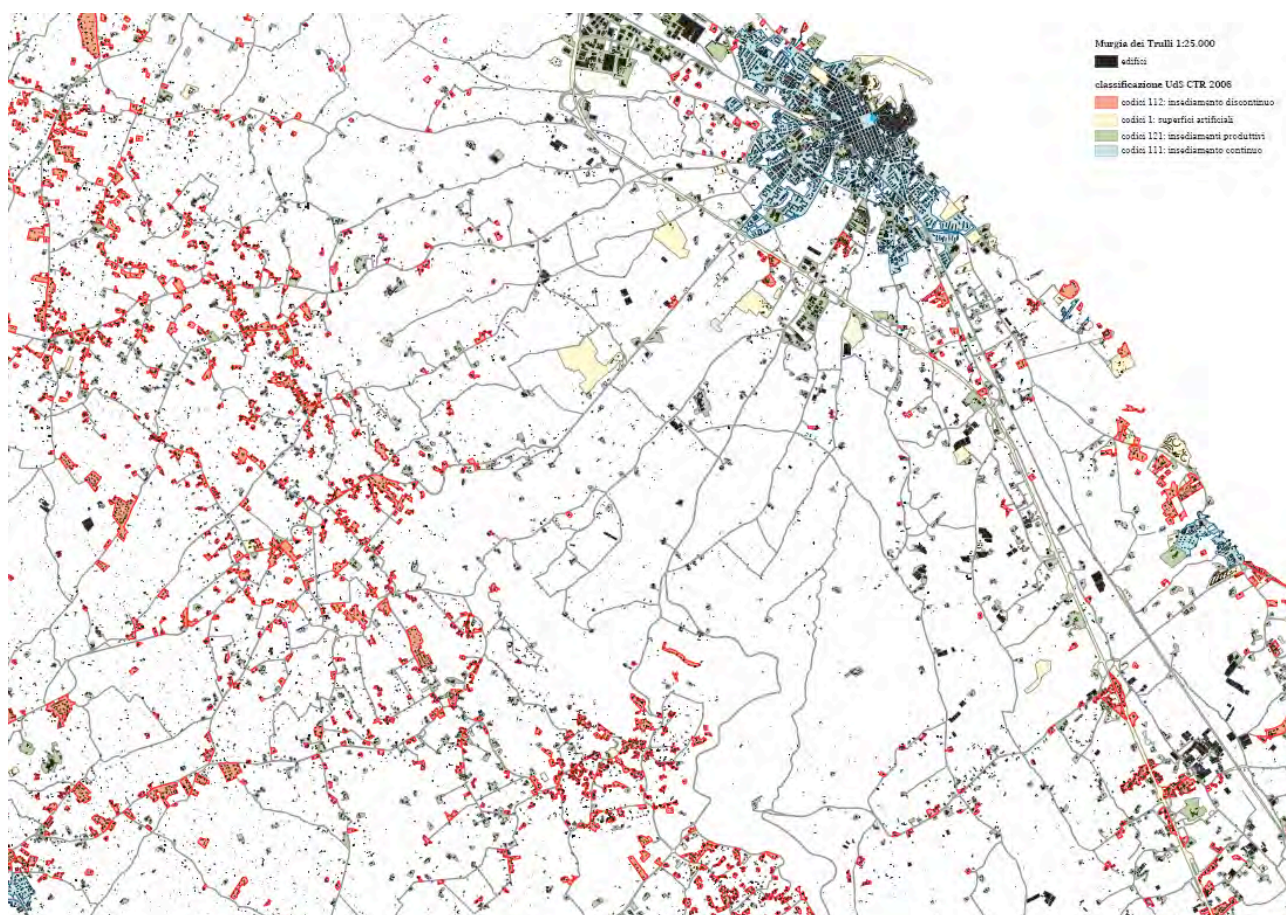 Murgia dei Trulli 1:25.000
edifici
classificazione UdS CTR 2006
codici 112: insediamento discontinuo
codici 1: superfici artificiali
codici 121: insediamenti produttivi
codici 111: insediamento continuo